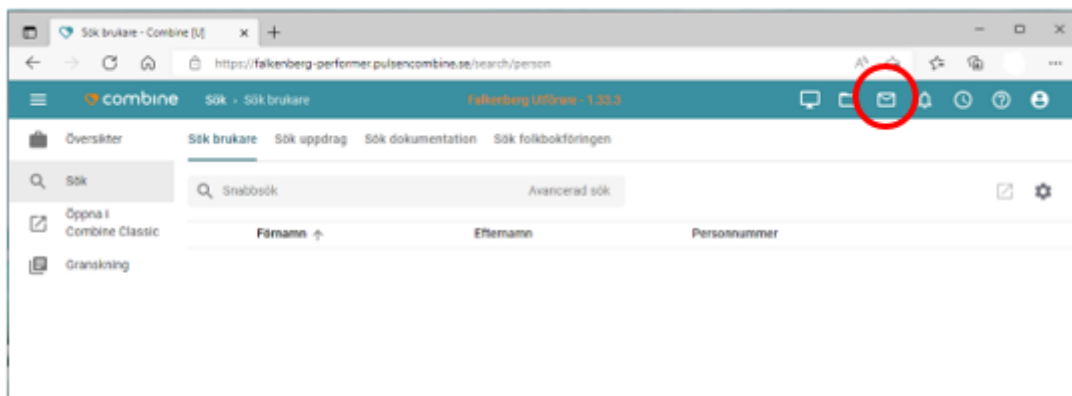 Sök brukare - Combine [U]
https://falkenberg-performer.pulsencombine.se/search/person
combine Sök › Sök brukare Falkenberg Utförare - 1.33.3
Översikter
Sök brukare Sök uppdrag Sök dokumentation Sök folkbokföringen
Sök
Snabbsök Avancerad sök
Öppna i
Combine Classic
Förnamn Efternamn Personnummer
Granskning